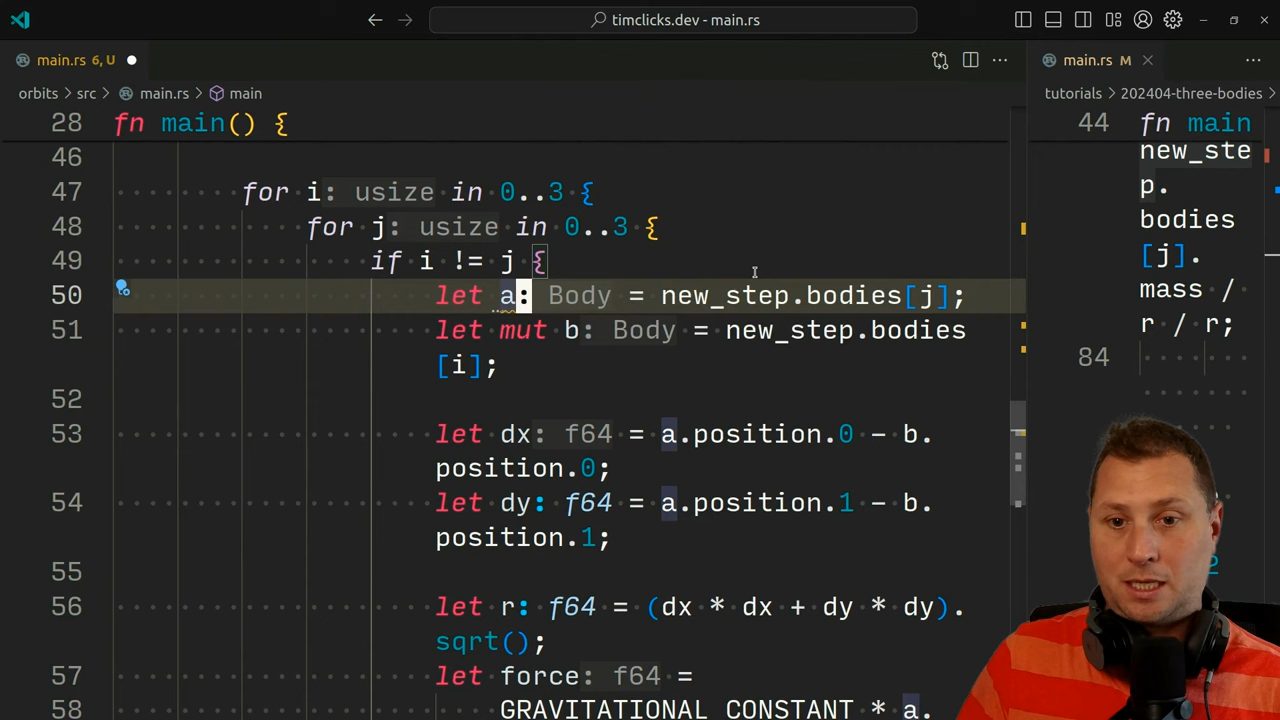 timclicks.dev - main.rs
main.rs 6, U
main.rs M
orbits > src > main.rs > main
tutorials > 202404-three-bodies >
28 fn main() {
46
47 for i: usize in 0..3 {
48 for j: usize in 0..3 {
49 if i != j {
50 let a: Body = new_step.bodies[j];
51 let mut b: Body = new_step.bodies
[i];
52
53 let dx: f64 = a.position.0 - b.
position.0;
54 let dy: f64 = a.position.1 - b.
position.1;
55
56 let r: f64 = (dx * dx + dy * dy).
sqrt();
57 let force: f64 =
58 GRAVITATIONAL_CONSTANT * a.
44 fn main
new_ste
p.
bodies
[j].
mass /
r / r;
84